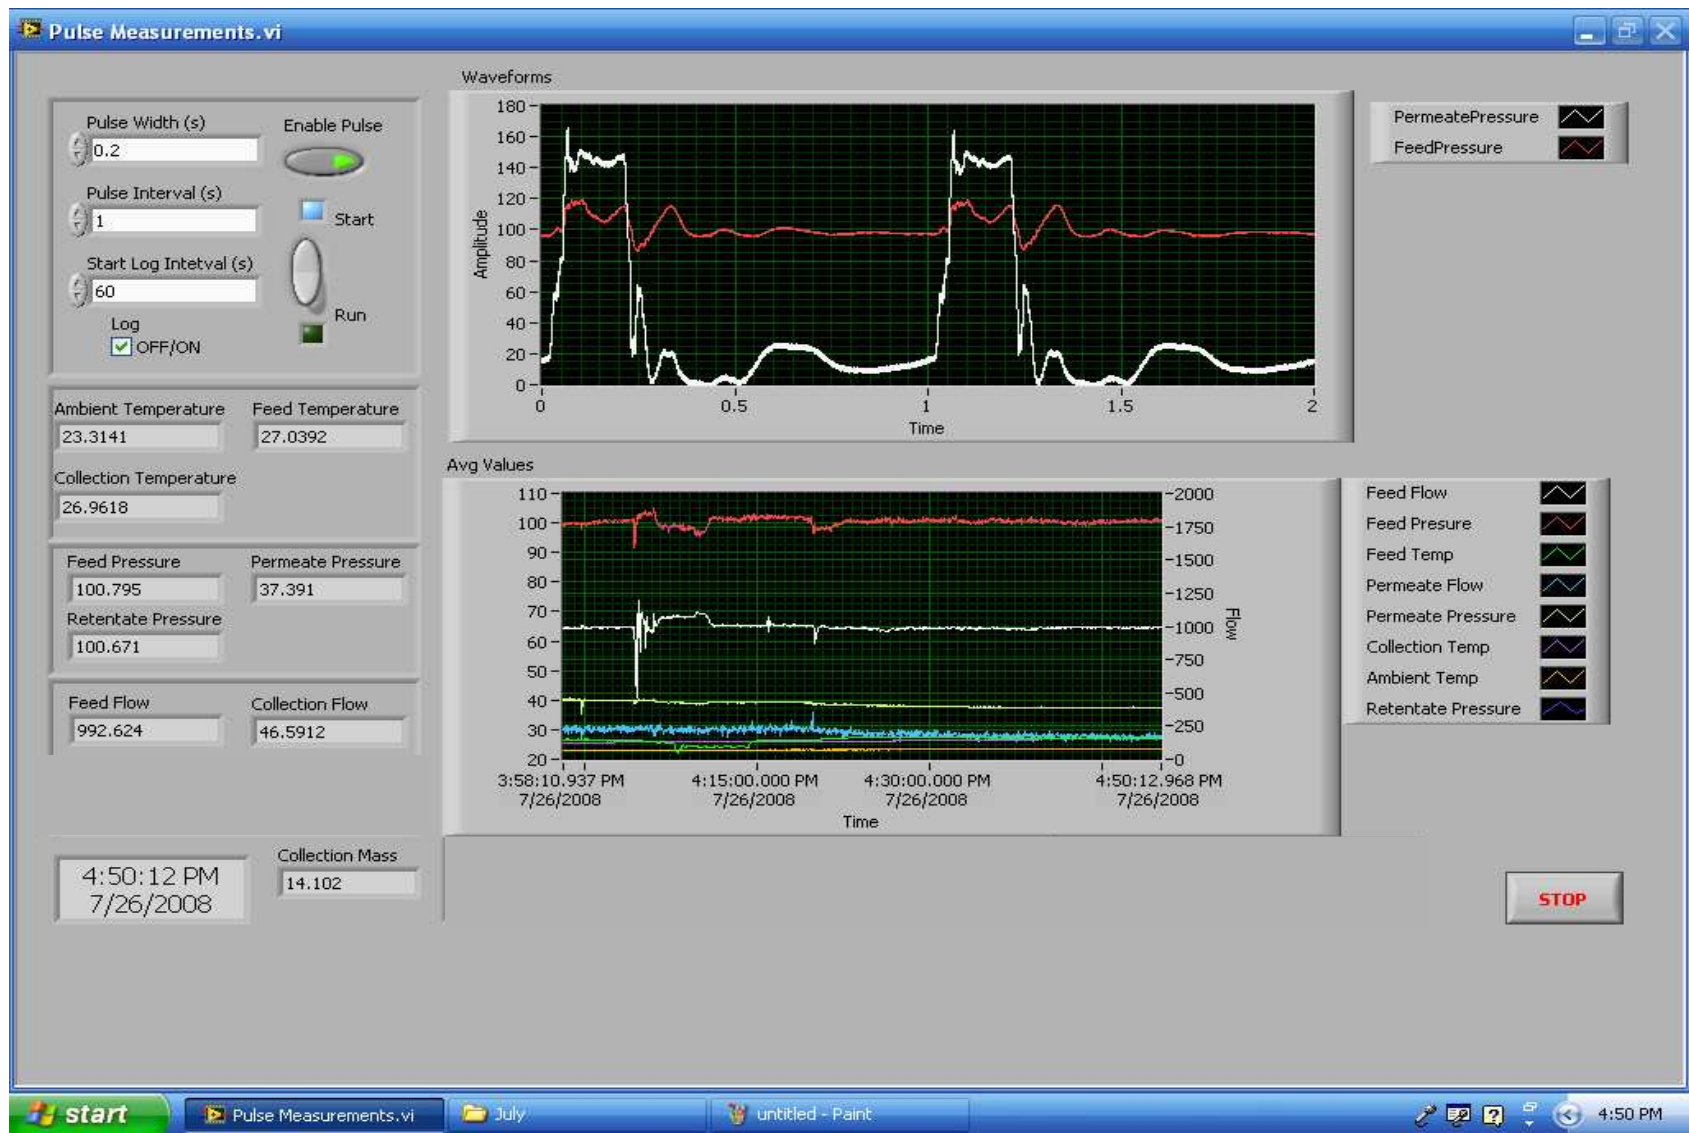 Pulse Measurements.vi
Pulse Width (s)
0.2
Enable Pulse
Pulse Interval (s)
1
Start
Start Log Intetval (s)
60
Run
Log
OFF/ON
Ambient Temperature
23.3141
Feed Temperature
27.0392
Collection Temperature
26.9618
Feed Pressure
100.795
Permeate Pressure
37.391
Retentate Pressure
100.671
Feed Flow
992.624
Collection Flow
46.5912
4:50:12 PM
7/26/2008
Collection Mass
14.102
Waveforms
Amplitude
180
160
140
120
100
80
60
40
20
0
0 0.5 1 1.5 2
Time
PermeatePressure
FeedPressure
Avg Values
110
100
90
80
70
60
50
40
30
20
2000
1750
1500
1250
1000
750
500
250
0
Flow
3:58:10.937 PM 4:15:00.000 PM 4:30:00.000 PM 4:50:12.968 PM
7/26/2008 7/26/2008 7/26/2008 7/26/2008
Time
Feed Flow
Feed Presure
Feed Temp
Permeate Flow
Permeate Pressure
Collection Temp
Ambient Temp
Retentate Pressure
STOP
start
Pulse Measurements.vi
July
untitled - Paint
4:50 PM